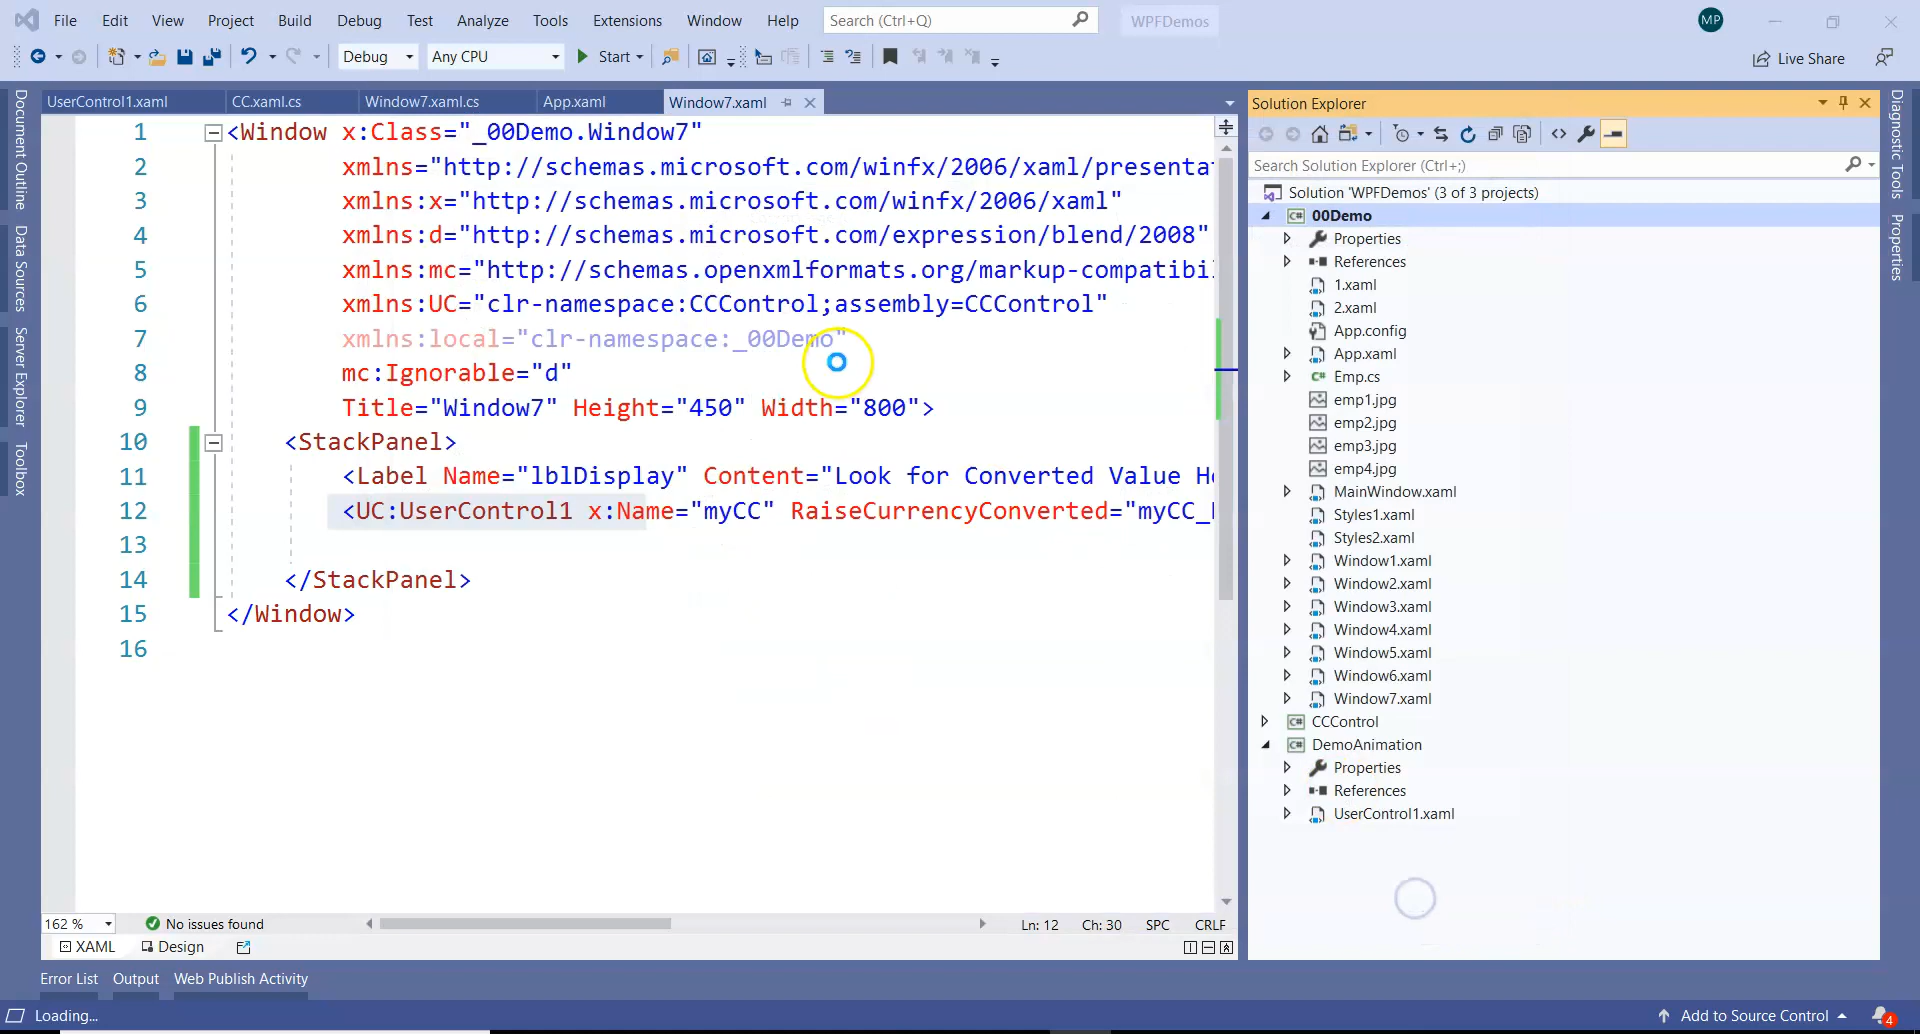 File Edit View Project Build Debug Test Analyze Tools Extensions Window Help Search (Ctrl+Q) WPFDemos MP
Debug Any CPU Start Live Share
UserControl1.xaml CC.xaml.cs Window7.xaml.cs App.xaml Window7.xaml
Document Outline
Data Sources
Server Explorer
Toolbox
1 <Window x:Class="_00Demo.Window7"
2 xmlns="http://schemas.microsoft.com/winfx/2006/xaml/presentat
3 xmlns:x="http://schemas.microsoft.com/winfx/2006/xaml"
4 xmlns:d="http://schemas.microsoft.com/expression/blend/2008"
5 xmlns:mc="http://schemas.openxmlformats.org/markup-compatibil
6 xmlns:UC="clr-namespace:CCControl;assembly=CCControl"
7 xmlns:local="clr-namespace:_00Demo"
8 mc:Ignorable="d"
9 Title="Window7" Height="450" Width="800">
10 <StackPanel>
11 <Label Name="lblDisplay" Content="Look for Converted Value H
12 <UC:UserControl1 x:Name="myCC" RaiseCurrencyConverted="myCC_
13
14 </StackPanel>
15 </Window>
16
162 % No issues found Ln: 12 Ch: 30 SPC CRLF
XAML Design
Error List Output Web Publish Activity
Solution Explorer
Search Solution Explorer (Ctrl+;)
Solution 'WPFDemos' (3 of 3 projects)
00Demo
Properties
References
1.xaml
2.xaml
App.config
App.xaml
Emp.cs
emp1.jpg
emp2.jpg
emp3.jpg
emp4.jpg
MainWindow.xaml
Styles1.xaml
Styles2.xaml
Window1.xaml
Window2.xaml
Window3.xaml
Window4.xaml
Window5.xaml
Window6.xaml
Window7.xaml
CCControl
DemoAnimation
Properties
References
UserControl1.xaml
Diagnostic Tools
Properties
Loading... Add to Source Control 4